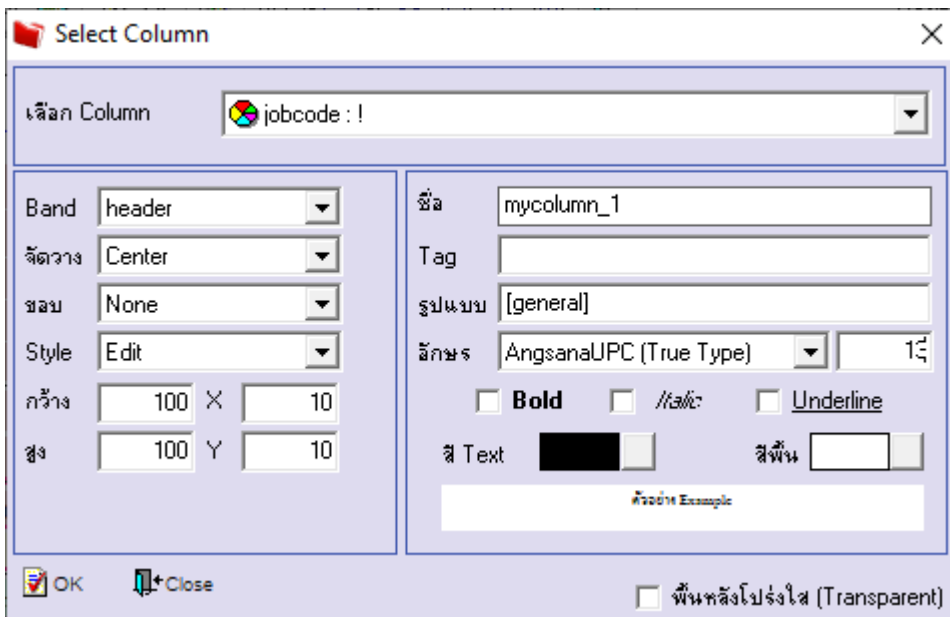 Select Column
เลือก Column
jobcode : !
Band header
จัดวาง Center
ขอบ None
Style Edit
กว้าง 100 X 10
สูง 100 Y 10
ชื่อ mycolumn_1
Tag
รูปแบบ [general]
อักษร AngsanaUPC (True Type)
Bold Italic Underline
สี Text สีพื้น
ตัวอย่าง Example
OK Close
พื้นหลังโปร่งใส (Transparent)